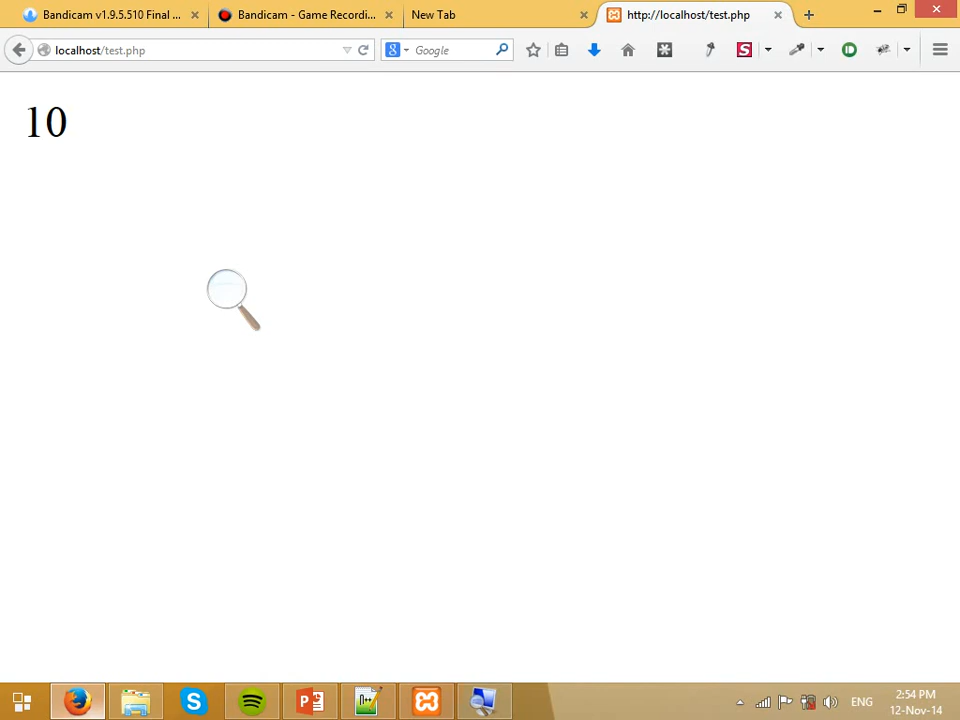 Bandicam v1.9.5.510 Final ...
Bandicam - Game Recordi...
New Tab
http://localhost/test.php
localhost/test.php
Google
10
ENG
2:54 PM
12-Nov-14